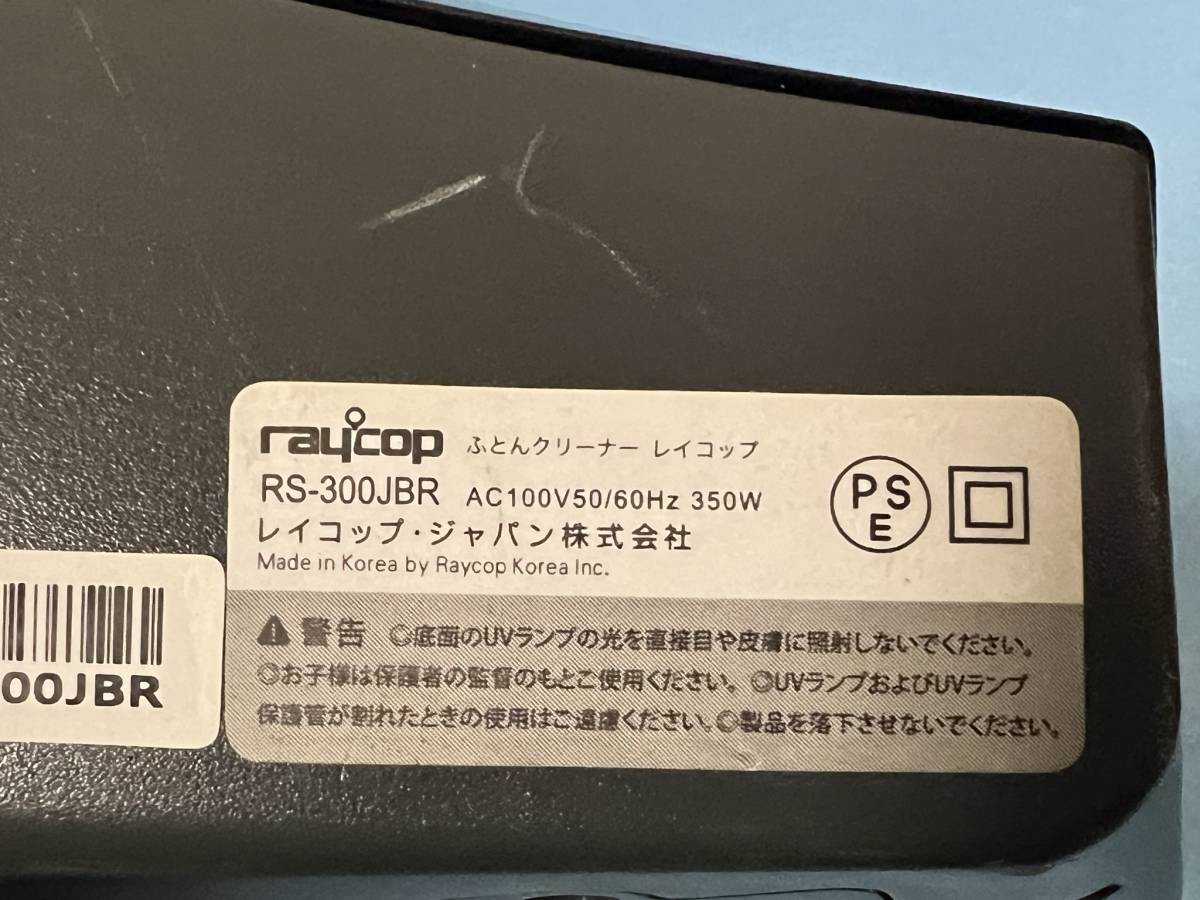 raycop ふとんクリーナー レイコップ
RS-300JBR AC100V50/60Hz 350W
レイコップ・ジャパン株式会社
Made in Korea by Raycop Korea Inc.
PS
E
警告 ◎底面のUVランプの光を直接目や皮膚に照射しないでください。
◎お子様は保護者の監督のもとご使用ください。◎UVランプおよびUVランプ
保護管が割れたときの使用はご遠慮ください。◎製品を落下させないでください。
00JBR